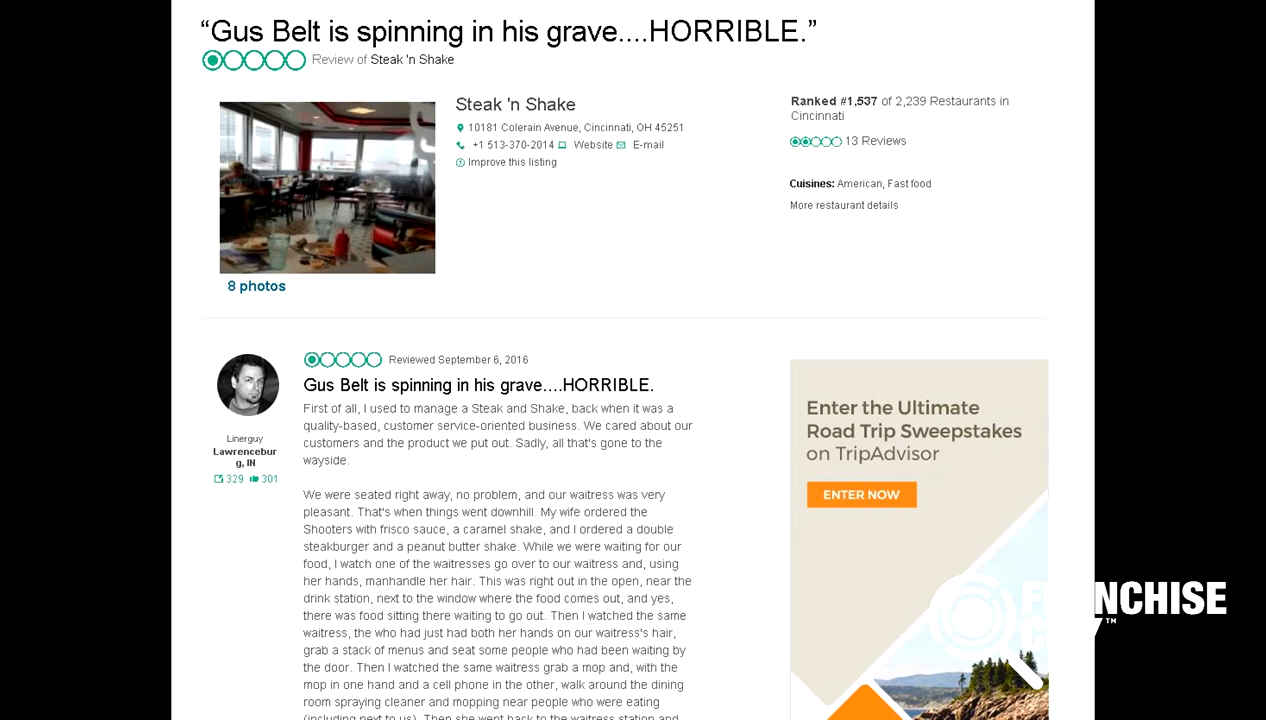 “Gus Belt is spinning in his grave....HORRIBLE.”
Review of Steak 'n Shake
Steak 'n Shake
10181 Colerain Avenue, Cincinnati, OH 45251
+1 513-370-2014 Website E-mail
Improve this listing
8 photos
Ranked #1,537 of 2,239 Restaurants in
Cincinnati
13 Reviews
Cuisines: American, Fast food
More restaurant details
Linerguy
Lawrencebur
g, IN
329 301
Reviewed September 6, 2016
Gus Belt is spinning in his grave....HORRIBLE.
First of all, I used to manage a Steak and Shake, back when it was a
quality-based, customer service-oriented business. We cared about our
customers and the product we put out. Sadly, all that's gone to the
wayside.
We were seated right away, no problem, and our waitress was very
pleasant. That's when things went downhill. My wife ordered the
Shooters with frisco sauce, a caramel shake, and I ordered a double
steakburger and a peanut butter shake. While we were waiting for our
food, I watch one of the waitresses go over to our waitress and, using
her hands, manhandle her hair. This was right out in the open, near the
drink station, next to the window where the food comes out, and yes,
there was food sitting there waiting to go out. Then I watched the same
waitress, the who had just had both her hands on our waitress's hair,
grab a stack of menus and seat some people who had been waiting by
the door. Then I watched the same waitress grab a mop and, with the
mop in one hand and a cell phone in the other, walk around the dining
room spraying cleaner and mopping near people who were eating
(including next to us). Then she went back to the waitress station and
Enter the Ultimate
Road Trip Sweepstakes
on TripAdvisor
ENTER NOW
FRANCHISE